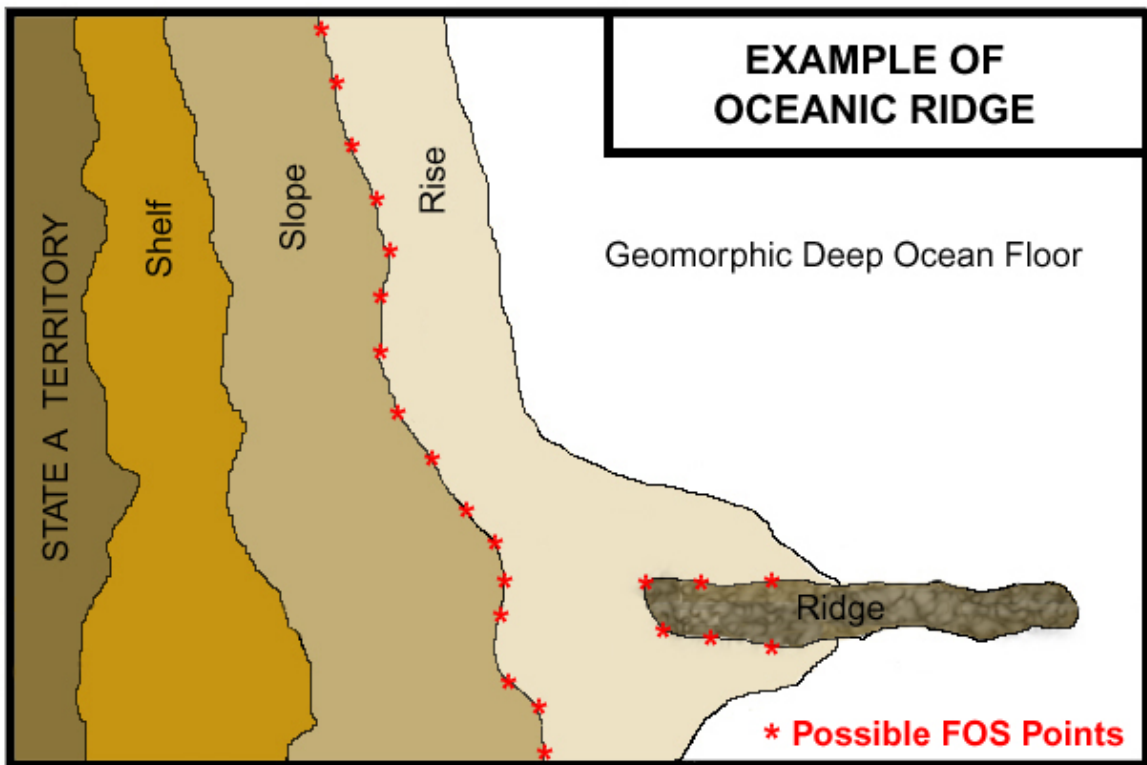 EXAMPLE OF
OCEANIC RIDGE
STATE A TERRITORY
Shelf
Slope
Rise
Geomorphic Deep Ocean Floor
Ridge
* Possible FOS Points